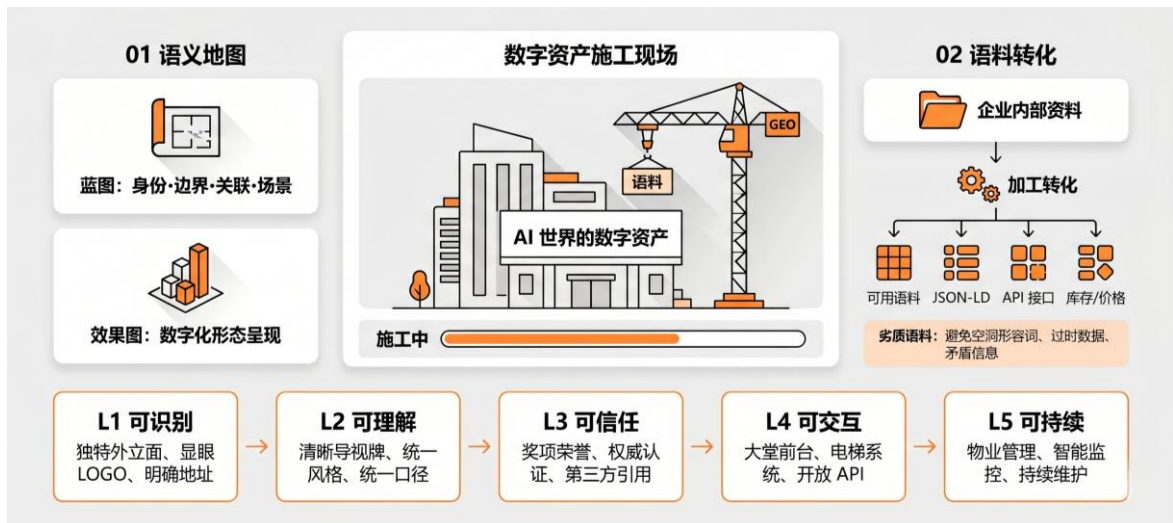 01 语义地图
蓝图：身份·边界·关联·场景
效果图：数字化形态呈现
数字资产施工现场
GEO
语料
AI 世界的数字资产
施工中
02 语料转化
企业内部资料
加工转化
可用语料
JSON-LD
API 接口
库存/价格
劣质语料：避免空洞形容词、过时数据、
矛盾信息
L1 可识别
独特外立面、显眼
LOGO、明确地址
L2 可理解
清晰导视牌、统一
风格、统一口径
L3 可信任
奖项荣誉、权威认
证、第三方引用
L4 可交互
大堂前台、电梯系
统、开放 API
L5 可持续
物业管理、智能监
控、持续维护